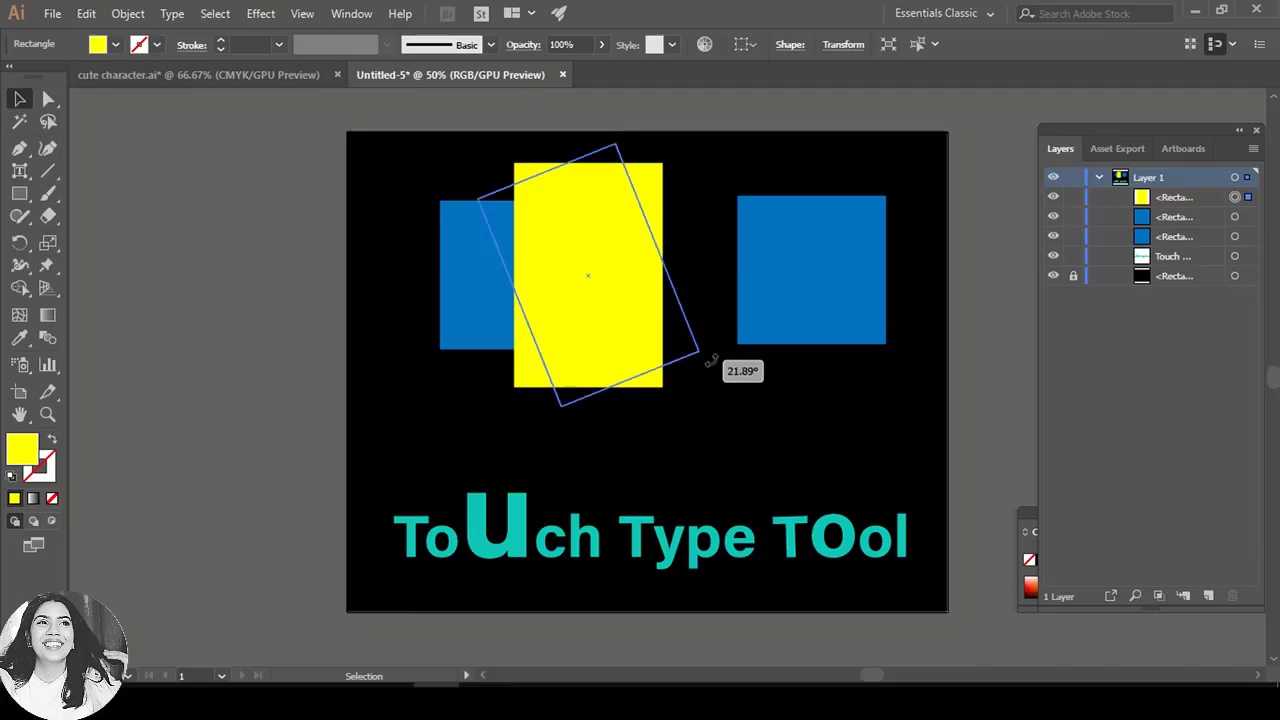 Ai File Edit Object Type Select Effect View Window Help Br St Essentials Classic Search Adobe Stock
Rectangle Stroke: Basic Opacity: 100% Style: Shape: Transform
cute character.ai* @ 66.67% (CMYK/GPU Preview) Untitled-5* @ 50% (RGB/GPU Preview)
Layers Asset Export Artboards
Layer 1
<Recta...
<Recta...
<Recta...
Touch ...
<Recta...
21.89°
ToUch Type TOol
C
1 Layer
1 Selection